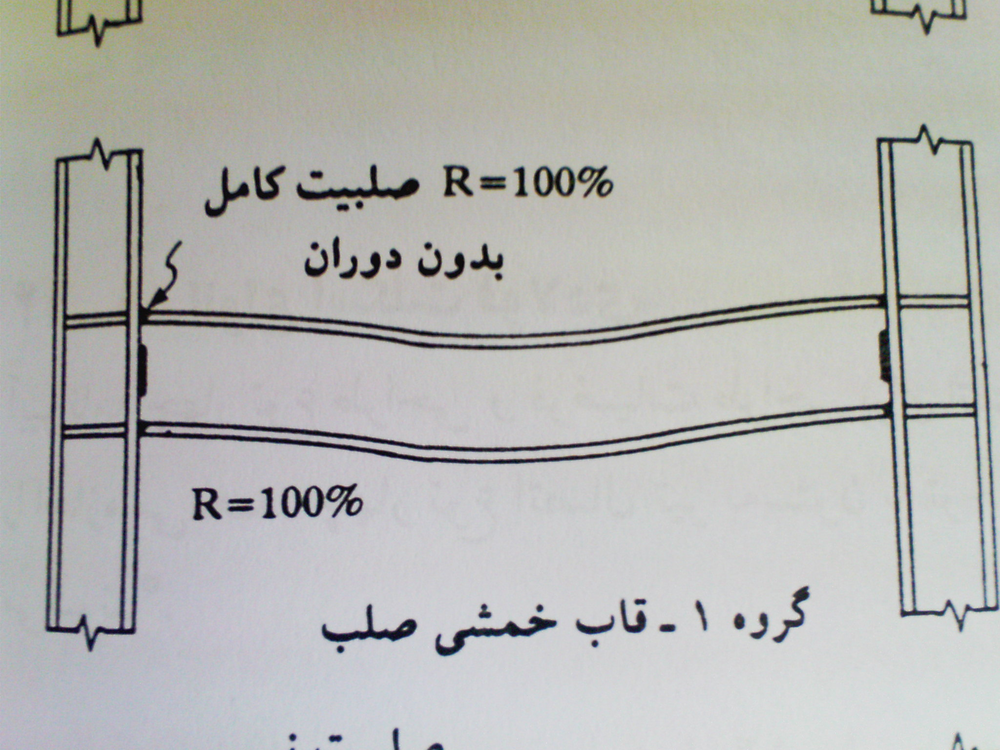 صلبیت کامل R=100%
بدون دوران
R=100%
گروه ۱ - قاب خمشی صلب